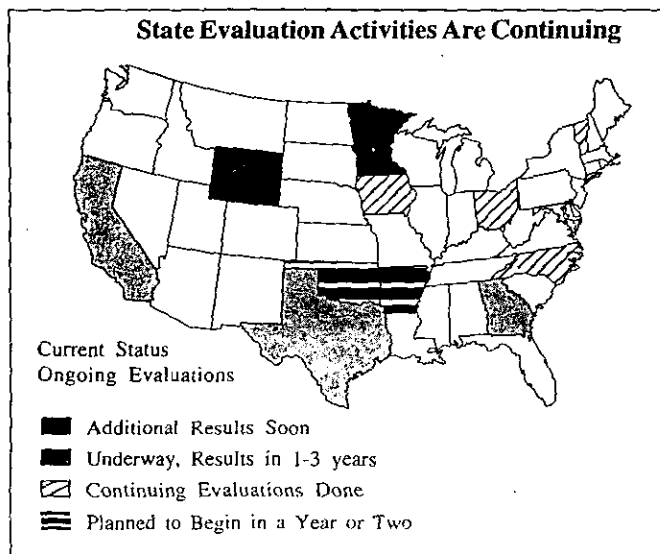 State Evaluation Activities Are Continuing
Current Status
Ongoing Evaluations
Additional Results Soon
Underway, Results in 1-3 years
Continuing Evaluations Done
Planned to Begin in a Year or Two